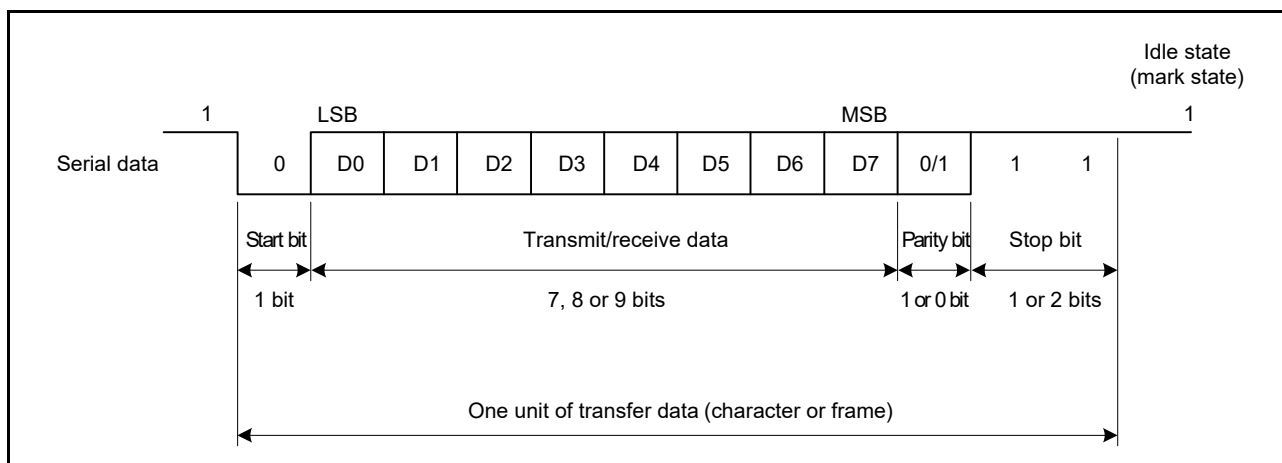 Idle state
(mark state)
1 LSB MSB 1
Serial data 0 D0 D1 D2 D3 D4 D5 D6 D7 0/1 1 1
Start bit Transmit/receive data Parity bit Stop bit
1 bit 7, 8 or 9 bits 1 or 0 bit 1 or 2 bits
One unit of transfer data (character or frame)